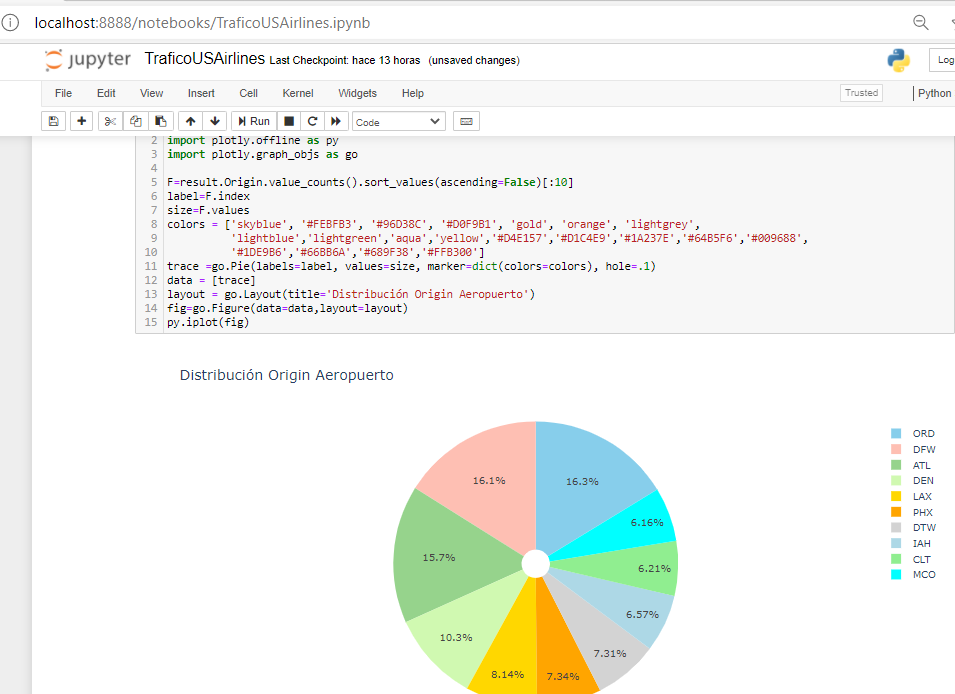 localhost:8888/notebooks/TraficoUSAirlines.ipynb
jupyter TraficoUSAirlines Last Checkpoint: hace 13 horas (unsaved changes)
Log
File Edit View Insert Cell Kernel Widgets Help Trusted Python
Run Code
2 import plotly.offline as py
3 import plotly.graph_objs as go
4
5 F=result.Origin.value_counts().sort_values(ascending=False)[:10]
6 label=F.index
7 size=F.values
8 colors = ['skyblue', '#FEBFB3', '#96D38C', '#D0F9B1', 'gold', 'orange', 'lightgrey',
9 'lightblue','lightgreen','aqua','yellow','#D4E157','#D1C4E9','#1A237E','#64B5F6','#009688',
10 '#1DE9B6','#66BB6A','#689F38','#FFB300']
11 trace =go.Pie(labels=label, values=size, marker=dict(colors=colors), hole=.1)
12 data = [trace]
13 layout = go.Layout(title='Distribución Origin Aeropuerto')
14 fig=go.Figure(data=data,layout=layout)
15 py.iplot(fig)
Distribución Origin Aeropuerto
16.3%
6.16%
6.21%
6.57%
7.31%
7.34%
8.14%
10.3%
15.7%
16.1%
ORD
DFW
ATL
DEN
LAX
PHX
DTW
IAH
CLT
MCO